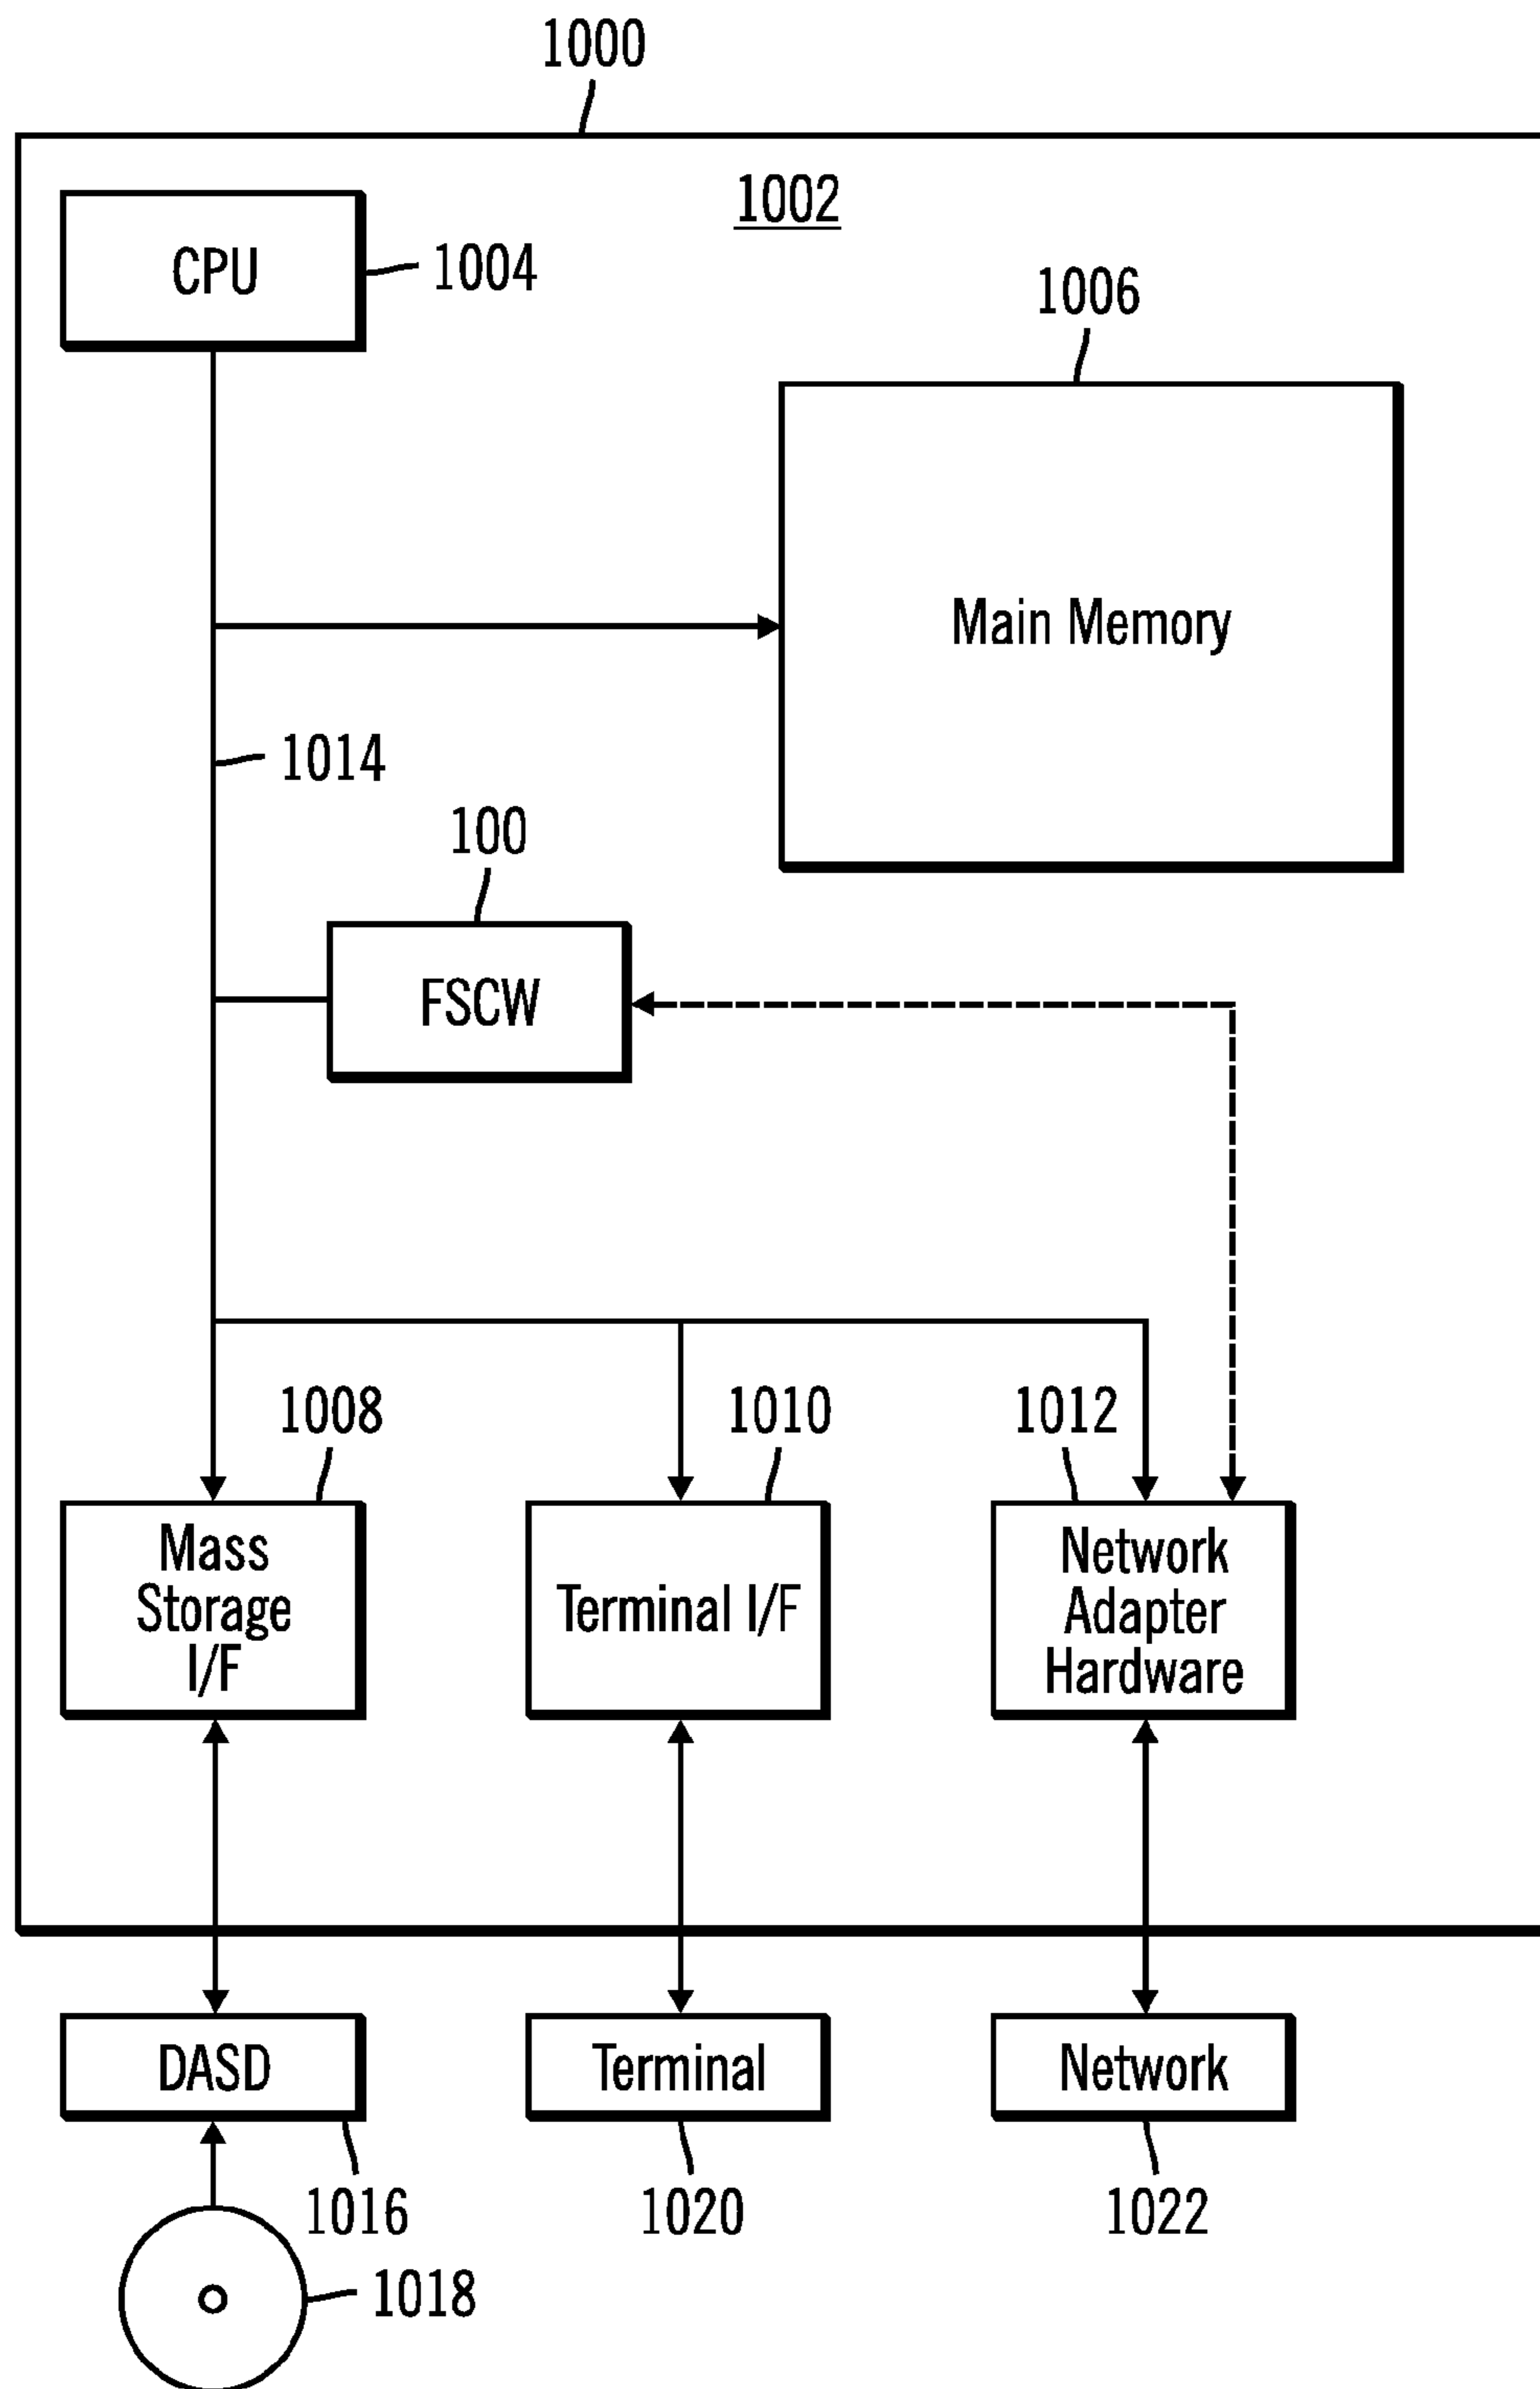 1000
1002
CPU
1004
1006
Main Memory
1014
100
FSCW
1008
1010
1012
Mass
Storage
I/F
Terminal I/F
Network
Adapter
Hardware
DASD
Terminal
Network
1016
1020
1022
1018